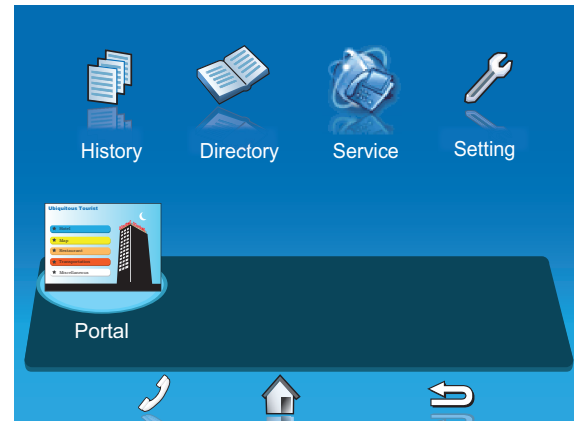 History Directory Service Setting
Ubiquitous Tourist
Hotel
Map
Restaurant
Transportation
Miscellaneous
Portal